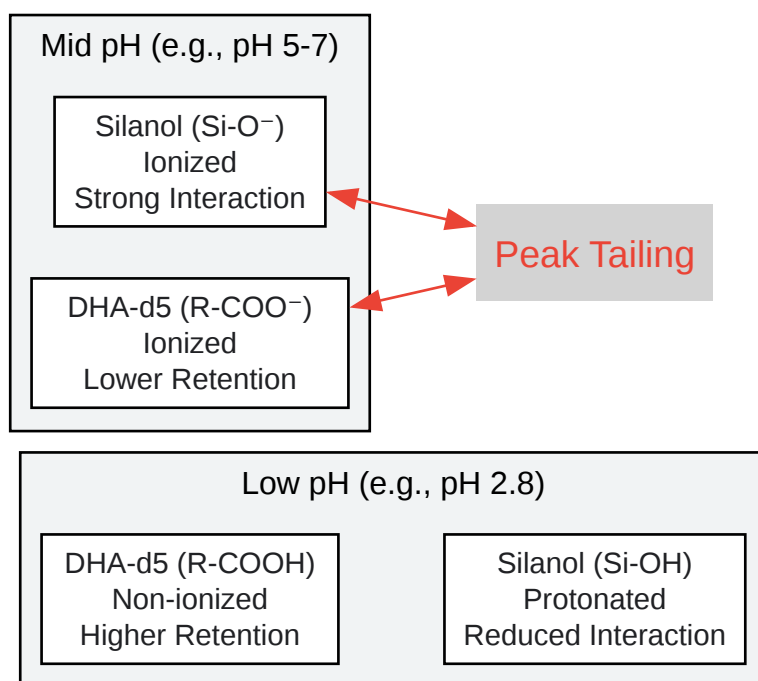 Mid pH (e.g., pH 5-7)
Silanol (Si-O⁻)
Ionized
Strong Interaction
Peak Tailing
DHA-d5 (R-COO⁻)
Ionized
Lower Retention
Low pH (e.g., pH 2.8)
DHA-d5 (R-COOH)
Non-ionized
Higher Retention
Silanol (Si-OH)
Protonated
Reduced Interaction